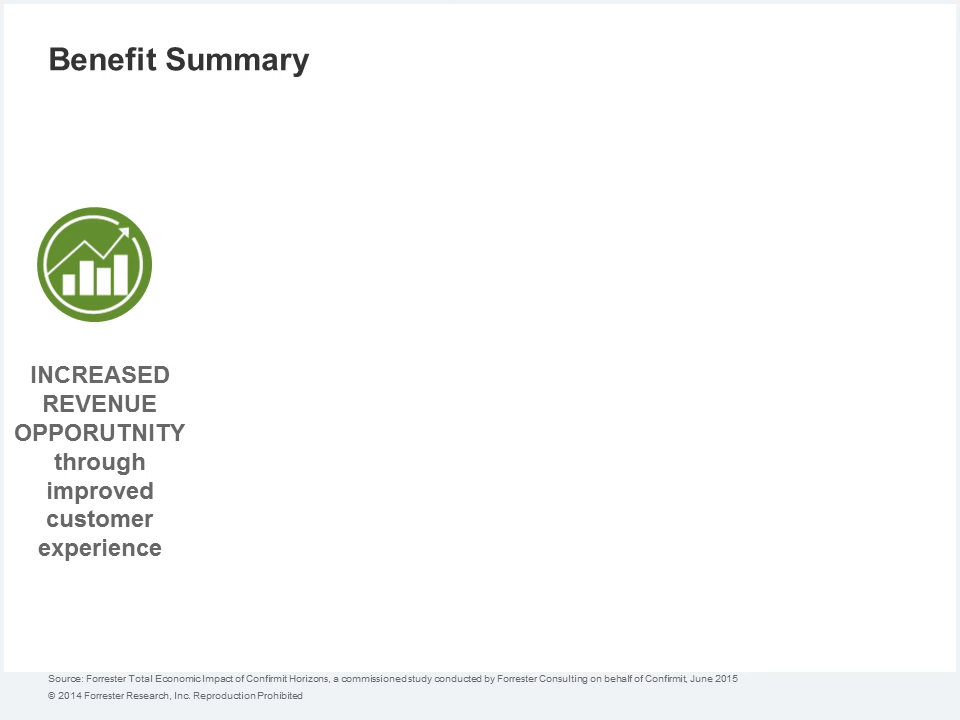 Benefit Summary
INCREASED
REVENUE
OPPORUTNITY
through
improved
customer
experience
Source: Forrester Total Economic Impact of Confirmit Horizons, a commissioned study conducted by Forrester Consulting on behalf of Confirmit, June 2015
© 2014 Forrester Research, Inc. Reproduction Prohibited